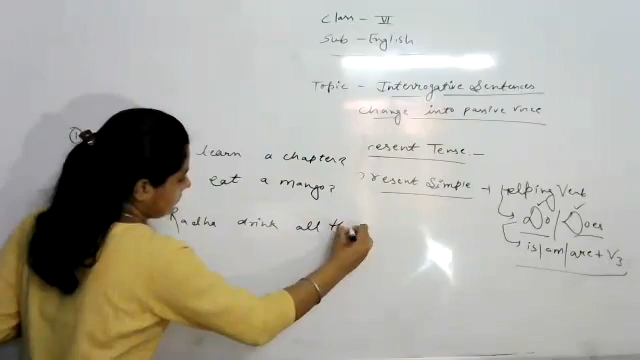 Class - VI
Sub - English
Topic - Interrogative Sentences
change into passive voice
①
learn a chapter?
resent Tense. -
eat a mango?
resent Simple → Helping Verb
Do / Does
is/am/are + V3
Radha drink all